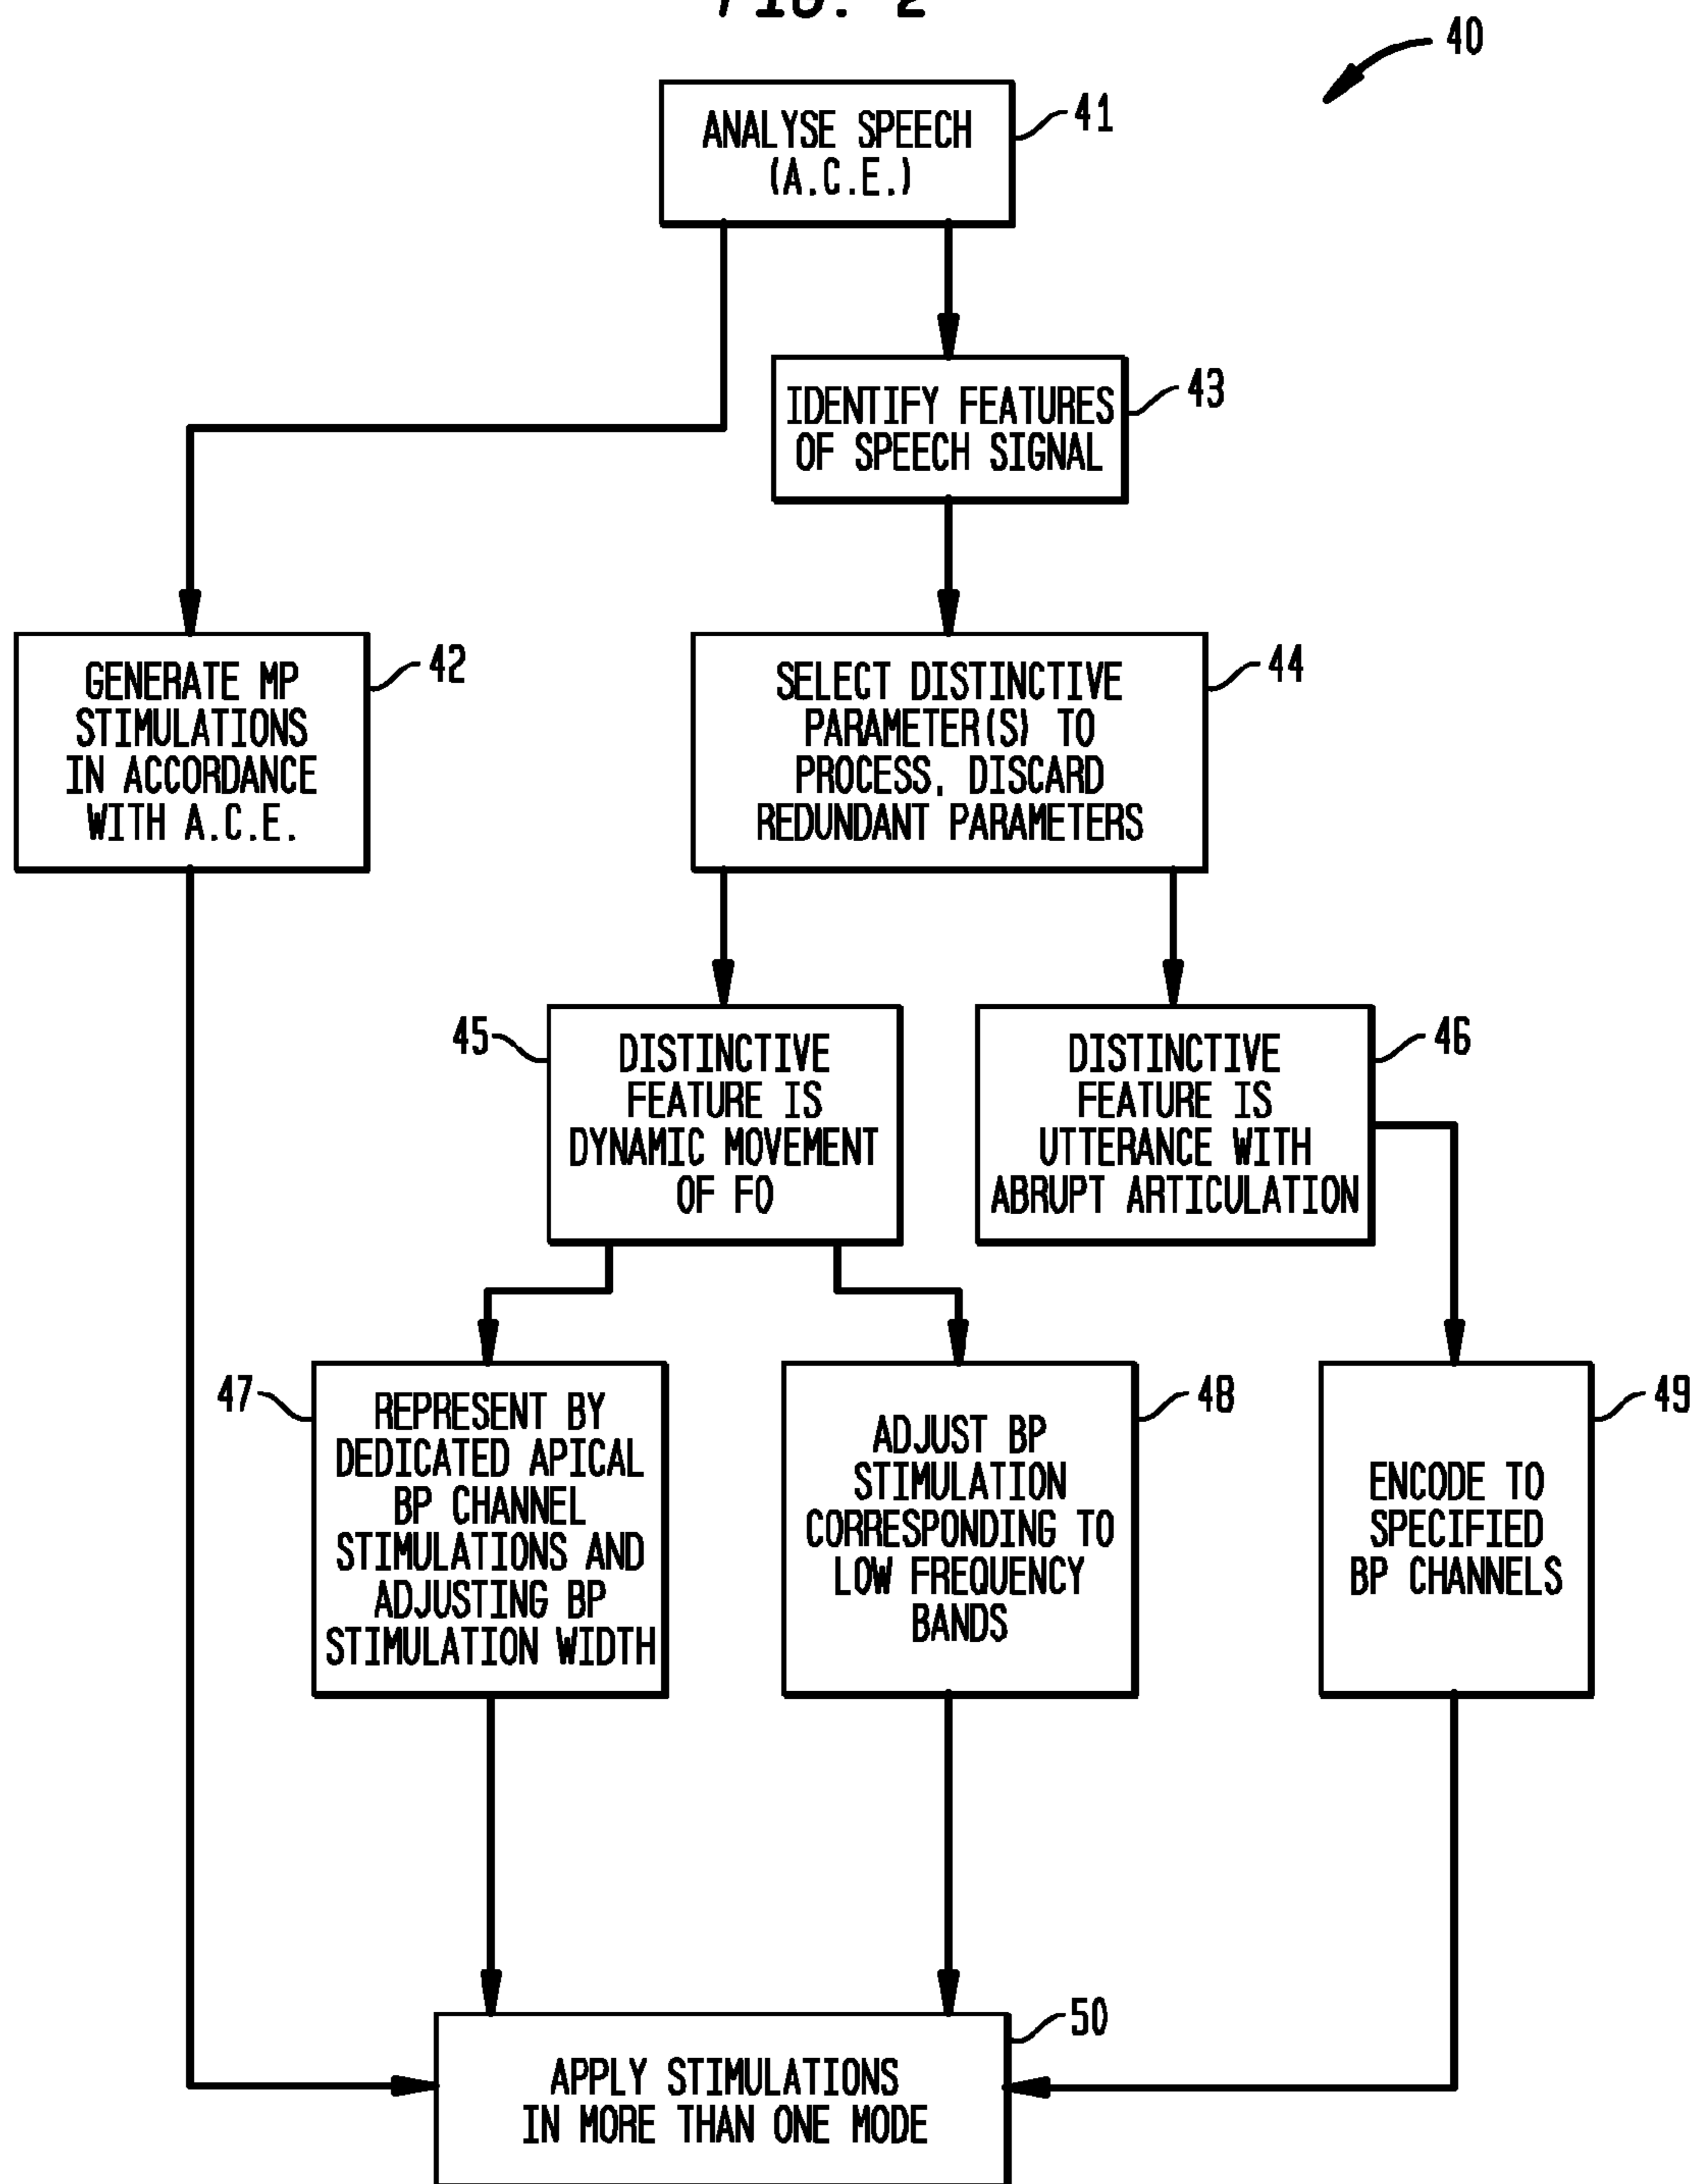 FIG. 2
40
ANALYSE SPEECH
(A.C.E.)
41
IDENTIFY FEATURES
OF SPEECH SIGNAL
43
GENERATE MP
STIMULATIONS
IN ACCORDANCE
WITH A.C.E.
42
SELECT DISTINCTIVE
PARAMETER(S) TO
PROCESS, DISCARD
REDUNDANT PARAMETERS
44
45
DISTINCTIVE
FEATURE IS
DYNAMIC MOVEMENT
OF F0
DISTINCTIVE
FEATURE IS
UTTERANCE WITH
ABRUPT ARTICULATION
46
47
REPRESENT BY
DEDICATED APICAL
BP CHANNEL
STIMULATIONS AND
ADJUSTING BP
STIMULATION WIDTH
ADJUST BP
STIMULATION
CORRESPONDING TO
LOW FREQUENCY
BANDS
48
ENCODE TO
SPECIFIED
BP CHANNELS
49
APPLY STIMULATIONS
IN MORE THAN ONE MODE
50